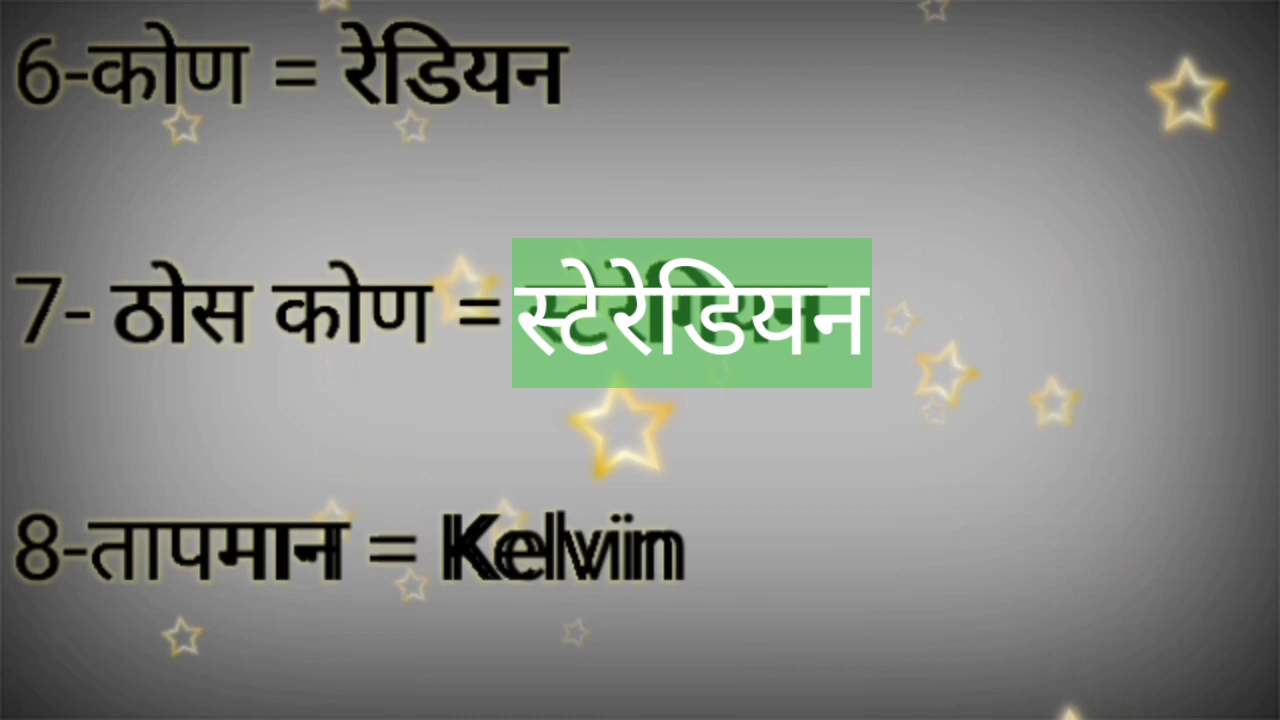 6-कोण = रेडियन
7- ठोस कोण = स्टेरेडियन
8-तापमान = Kelvin